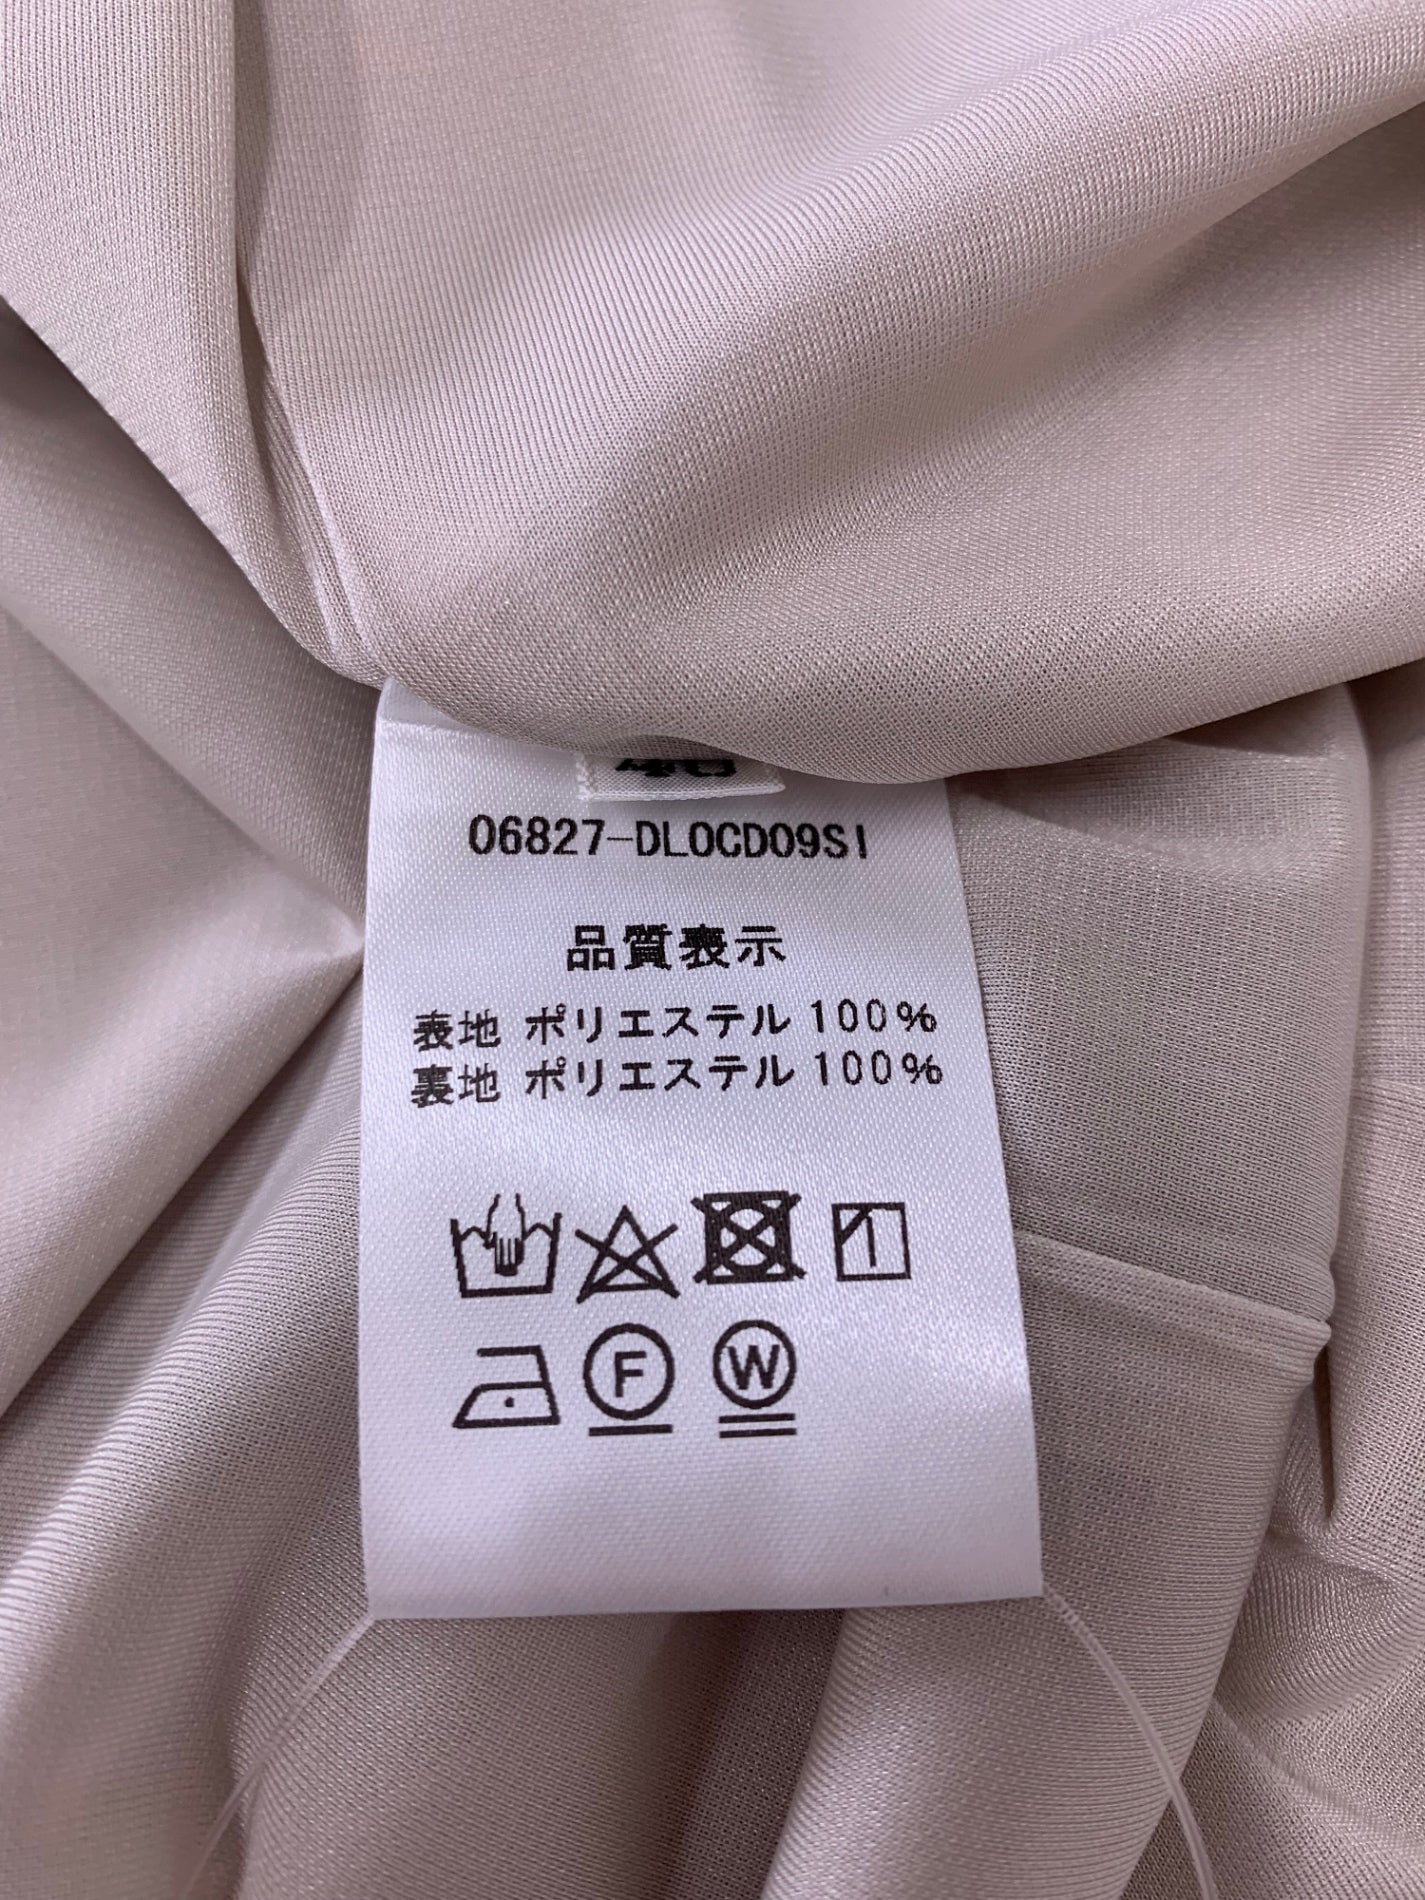 06827-DLOCD09SI
品質表示
表地 ポリエステル 100%
裏地 ポリエステル 100%
F W